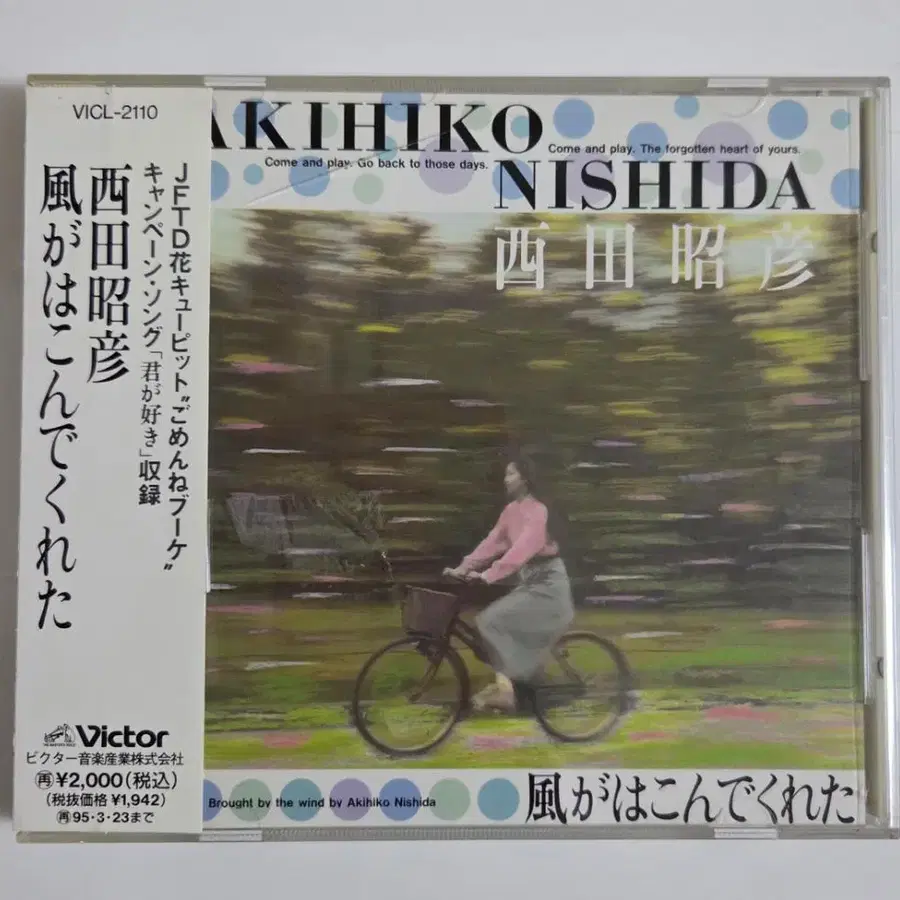 VICL-2110
JFTD花キューピット"ごめんねブーケ"
キャンペーン・ソング「君が好き」収録
西田昭彦
風がはこんでくれた
Victor
ビクター音楽産業株式会社
再¥2,000(税込)
(税抜価格 ¥1,942)
再95・3・23まで
AKIHIKO
NISHIDA
Come and play. Go back to those days.
Come and play. The forgotten heart of yours.
西田昭彦
Brought by the wind by Akihiko Nishida
風がはこんでくれた